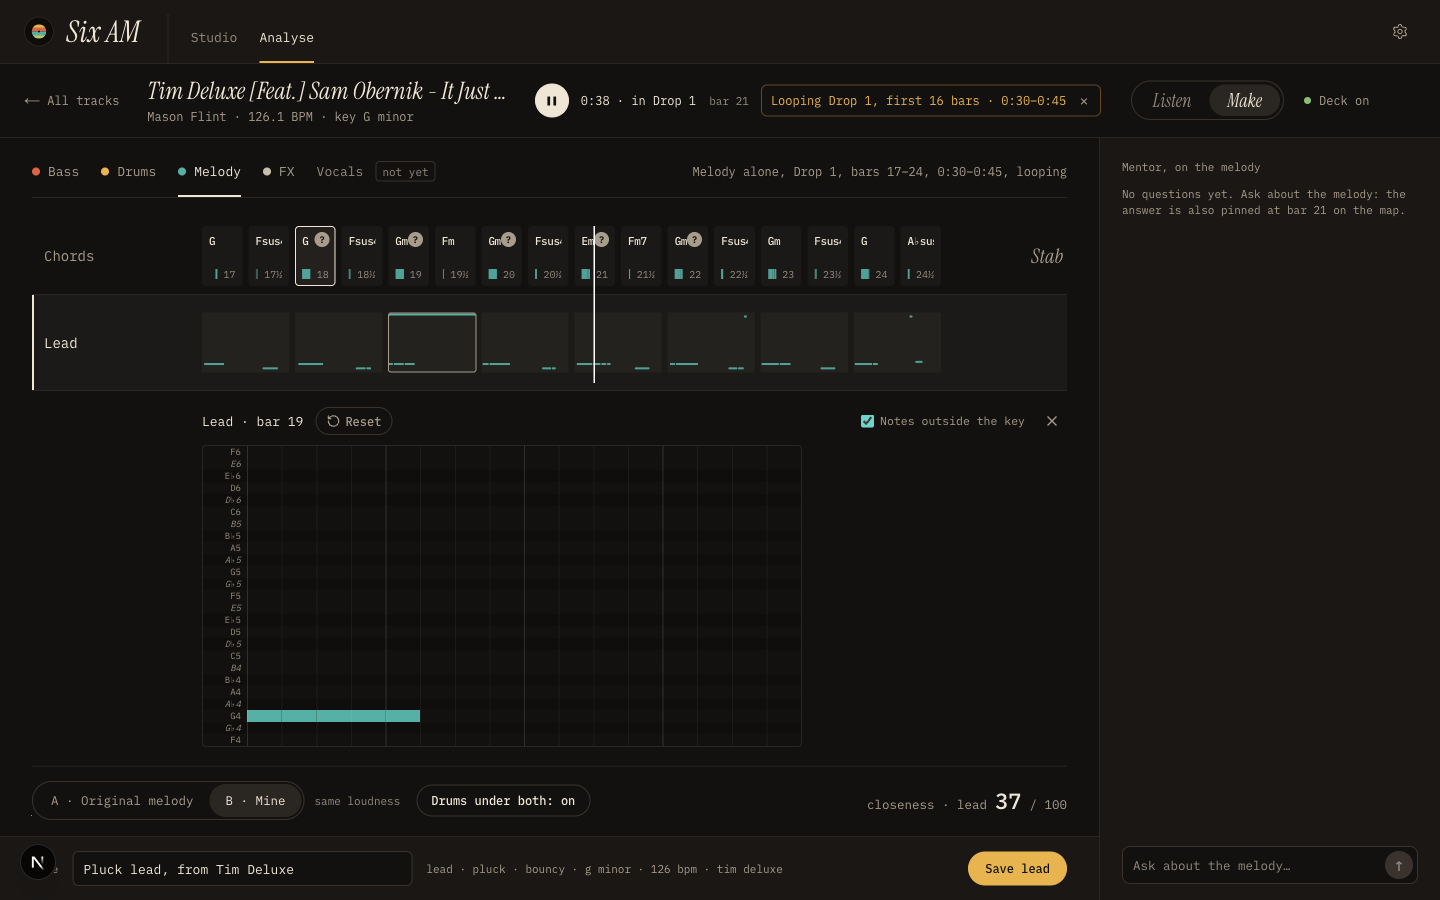 Six AM
Studio
Analyse
← All tracks
Tim Deluxe [Feat.] Sam Obernik - It Just ...
Mason Flint · 126.1 BPM · key G minor
0:38 · in Drop 1
bar 21
Looping Drop 1, first 16 bars · 0:30–0:45 ×
Listen
Make
Deck on
Bass
Drums
Melody
FX
Vocals
not yet
Melody alone, Drop 1, bars 17–24, 0:30–0:45, looping
Chords
G
17
Fsus
17½
G ?
18
Fsus
18½
Gm ?
19
Fm
19½
Gm ?
20
Fsus
20½
Em ?
21
Fm7
21½
Gm ?
22
Fsus
22½
Gm
23
Fsus
23½
G
24
A♭sus
24½
Stab
Lead
Lead · bar 19
Reset
Notes outside the key
F6
E6
E♭6
D6
D♭6
C6
B5
B♭5
A5
A♭5
G5
G♭5
F5
E5
E♭5
D5
D♭5
C5
B4
B♭4
A4
A♭4
G4
G♭4
F4
A · Original melody
B · Mine
same loudness
Drums under both: on
closeness · lead 37 / 100
N
Pluck lead, from Tim Deluxe
lead · pluck · bouncy · g minor · 126 bpm · tim deluxe
Save lead
Mentor, on the melody
No questions yet. Ask about the melody: the
answer is also pinned at bar 21 on the map.
Ask about the melody…
↑